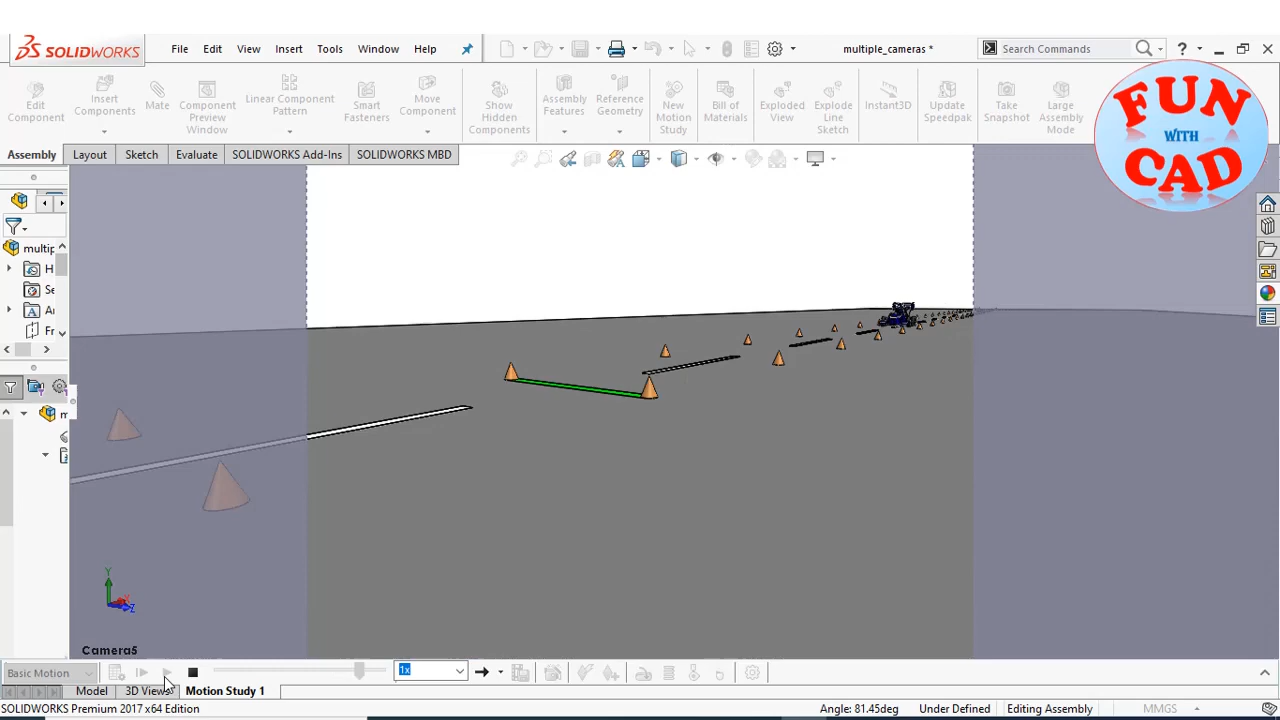 SOLIDWORKS File Edit View Insert Tools Window Help multiple_cameras * Search Commands ?
Edit Component
Insert Components
Mate
Component Preview Window
Linear Component Pattern
Smart Fasteners
Move Component
Show Hidden Components
Assembly Features
Reference Geometry
New Motion Study
Bill of Materials
Exploded View
Explode Line Sketch
Instant3D
Update Speedpak
Take Snapshot
Large Assembly Mode
FUN
WITH
CAD
Assembly Layout Sketch Evaluate SOLIDWORKS Add-Ins SOLIDWORKS MBD
multip
H
Se
A
Fr
m
Y
X
Z
Camera5
Basic Motion 1x
Model 3D Views Motion Study 1
SOLIDWORKS Premium 2017 x64 Edition Angle: 81.45deg Under Defined Editing Assembly MMGS